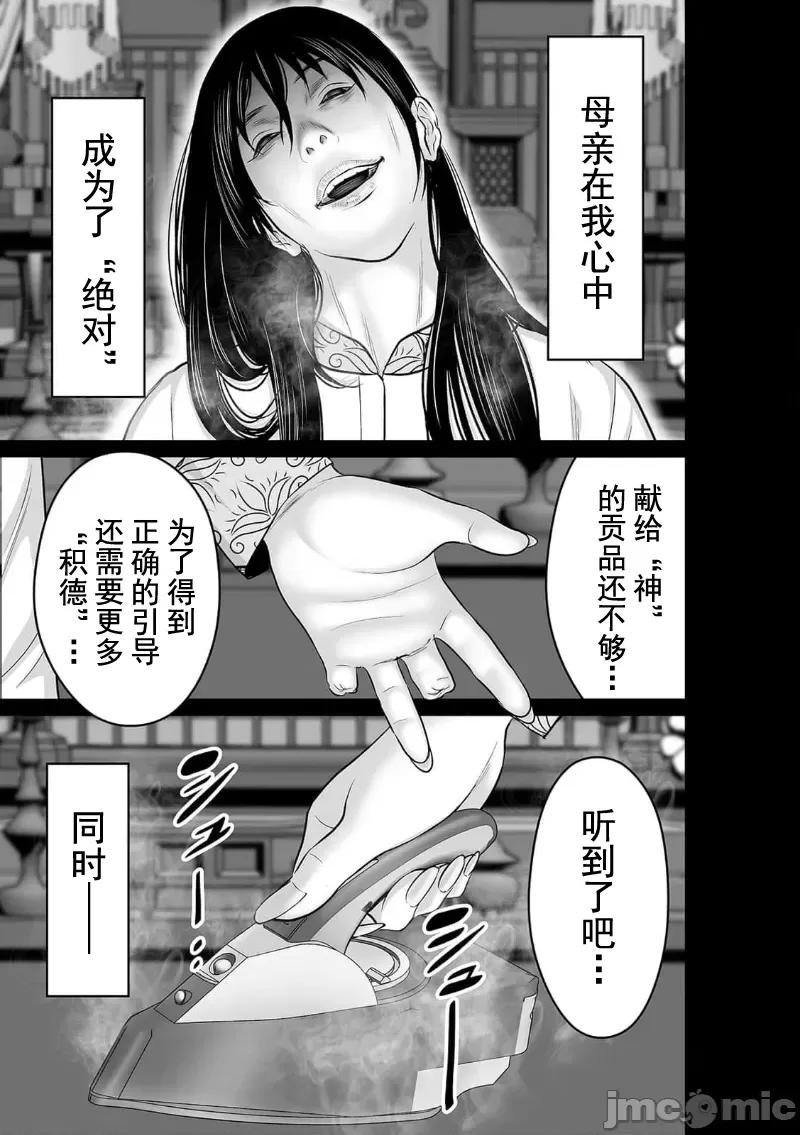 母亲在我心中
成为了“绝对”
献给“神”
的贡品还不够…
为了得到
正确的引导
还需要更多
“积德”…
听到了吧…
シュー…
シュー…
同时——
jmcomic